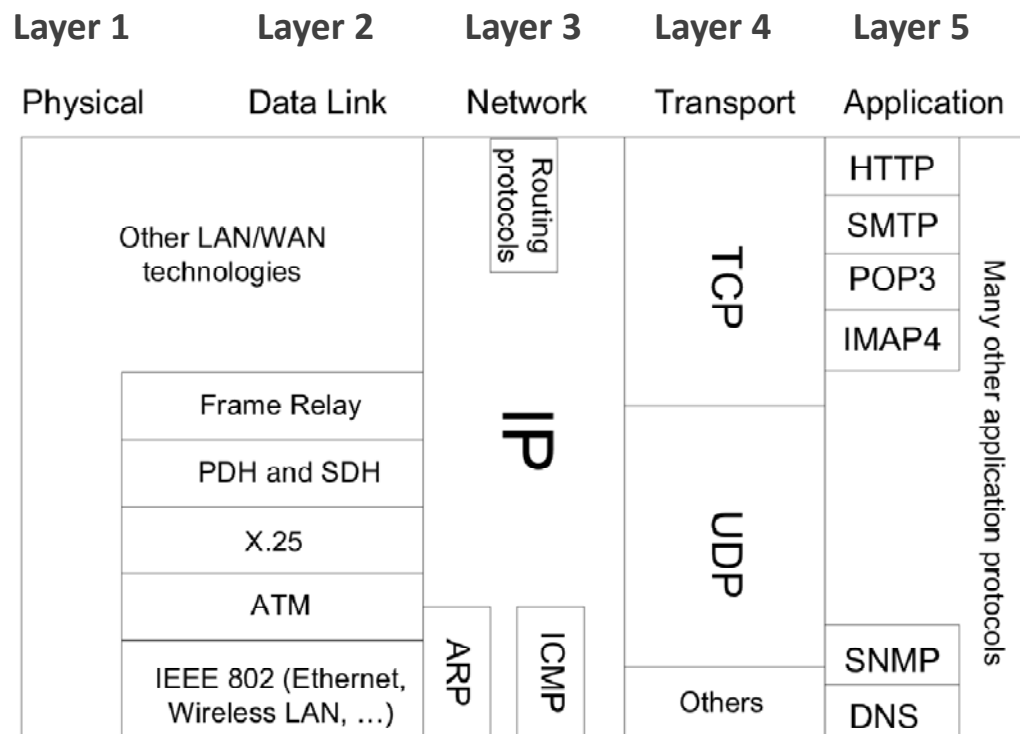 Layer 1 Layer 2 Layer 3 Layer 4 Layer 5
Physical Data Link Network Transport Application
Other LAN/WAN
technologies
Frame Relay
PDH and SDH
X.25
ATM
IEEE 802 (Ethernet,
Wireless LAN, …)
Routing
protocols
IP
ARP
ICMP
TCP
UDP
Others
HTTP
SMTP
POP3
IMAP4
SNMP
DNS
Many other application protocols